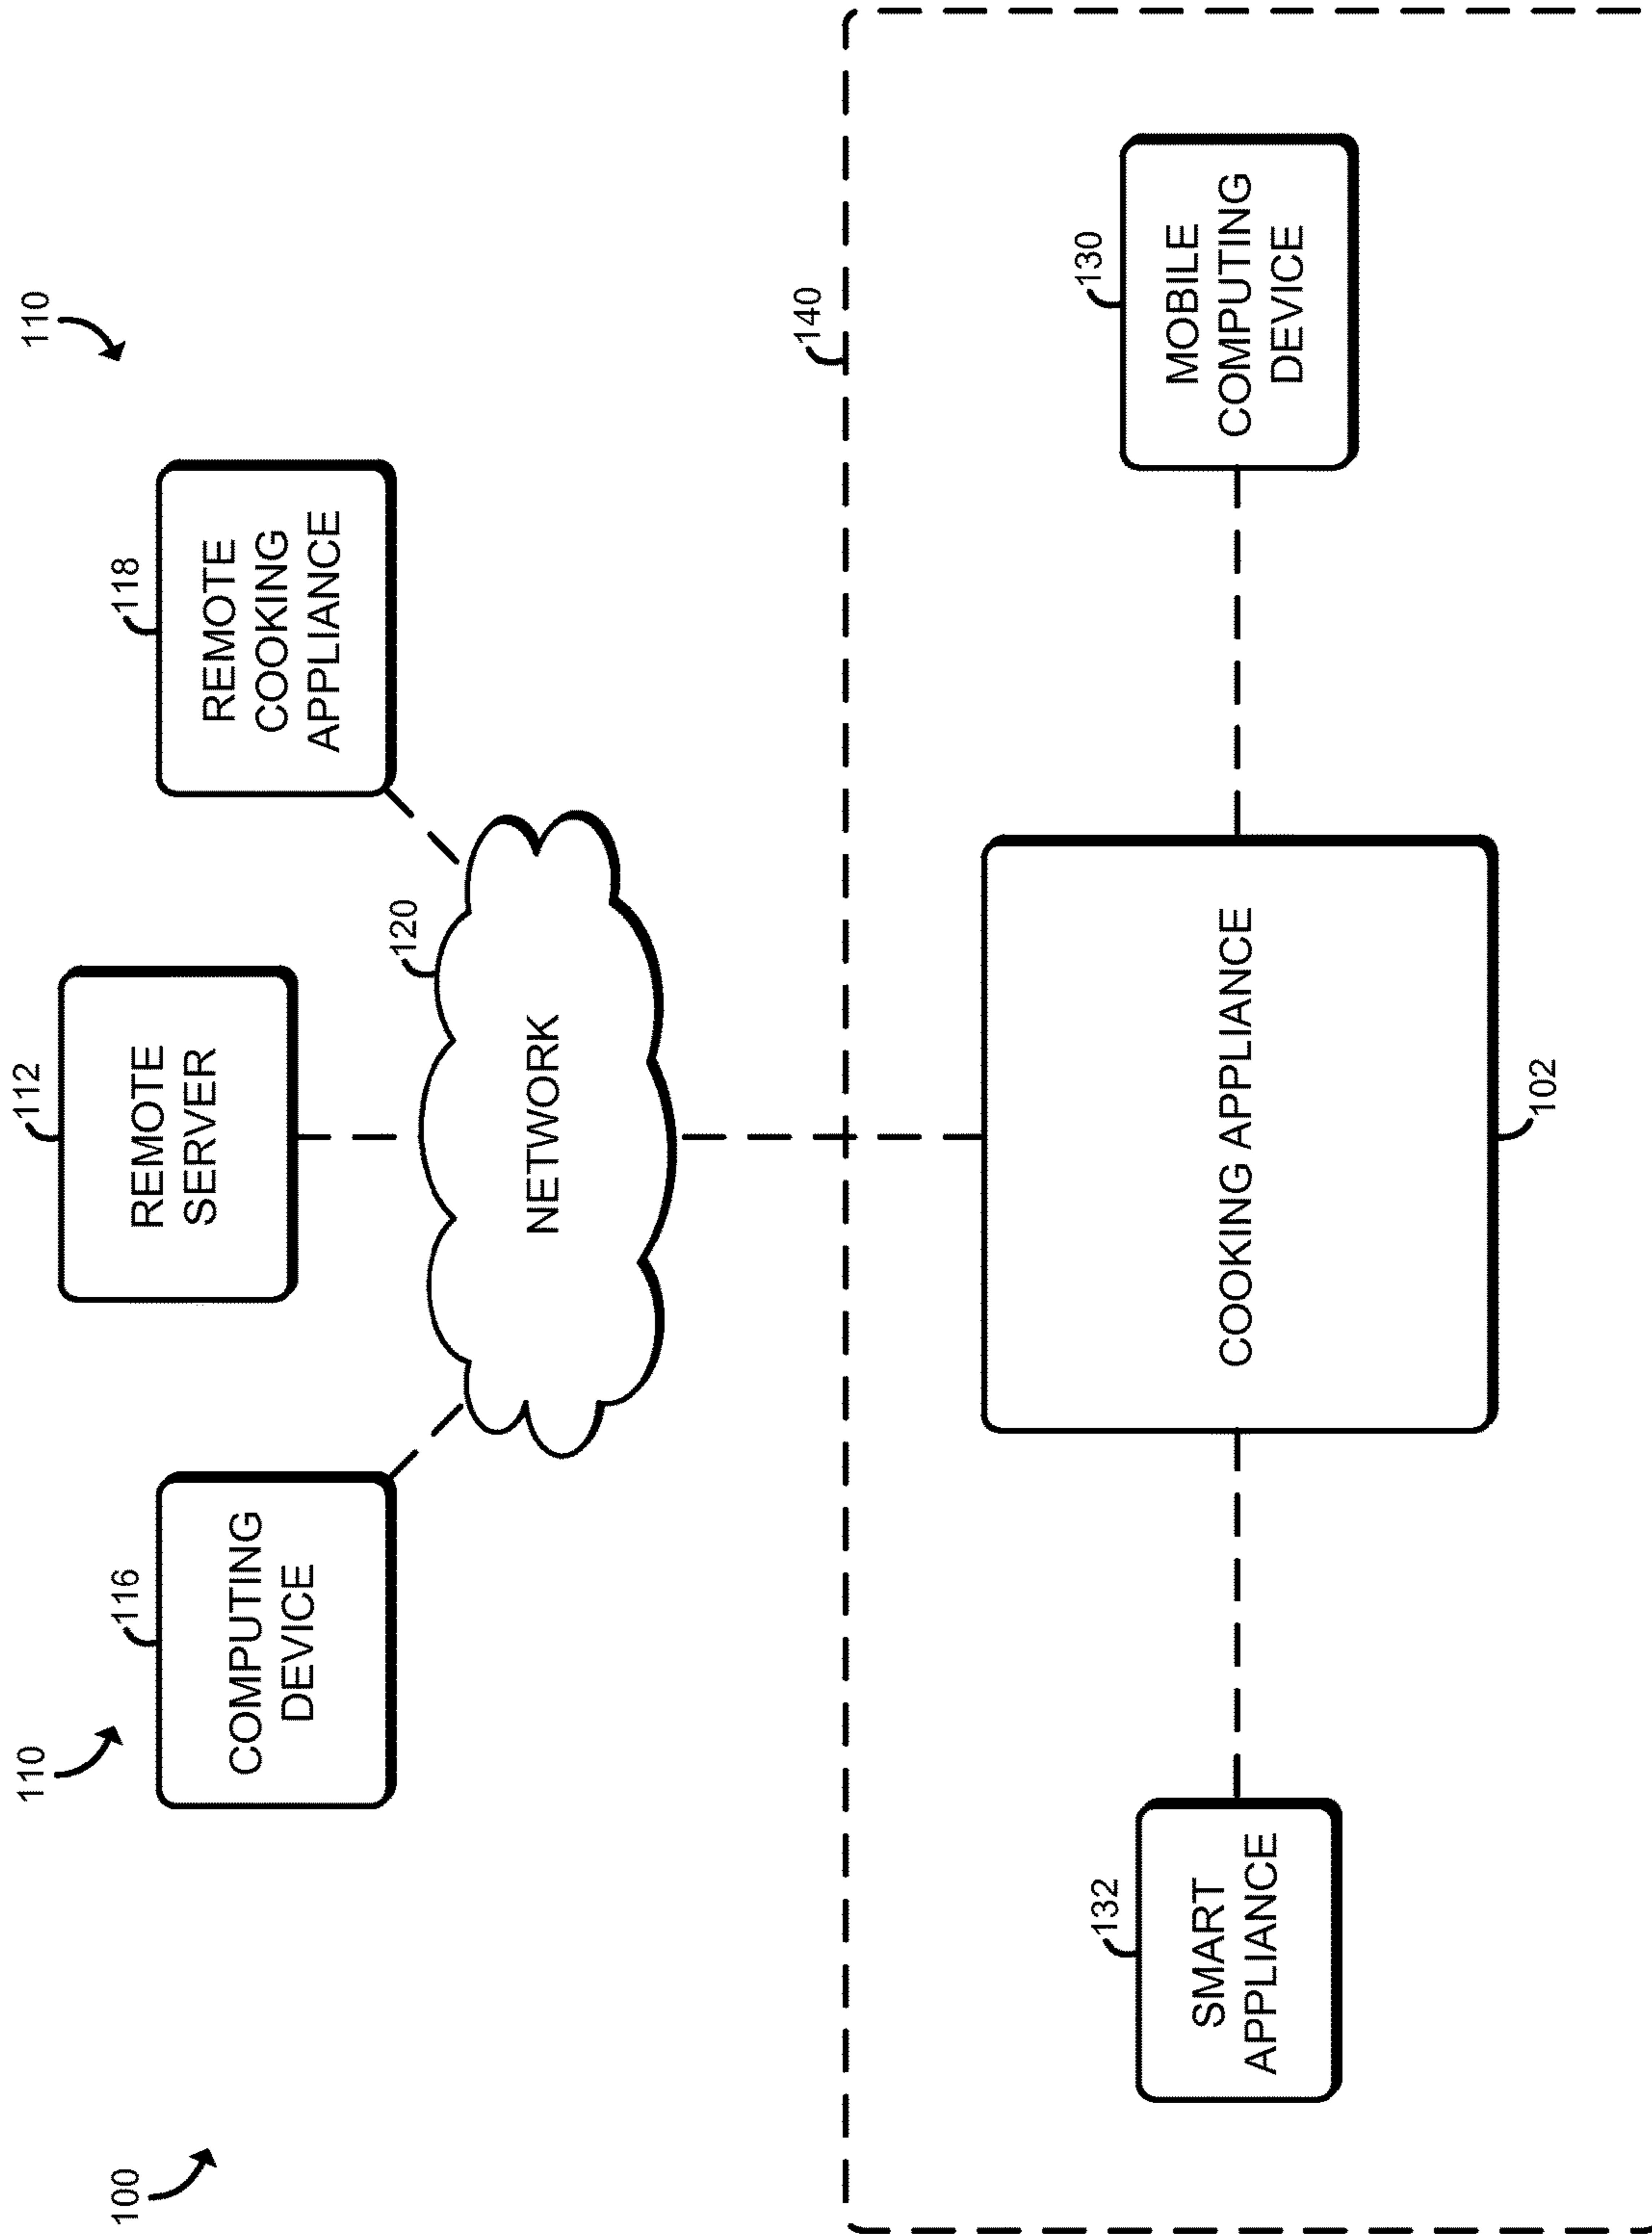 100
110
110
116
COMPUTING
DEVICE
112
REMOTE
SERVER
118
REMOTE
COOKING
APPLIANCE
120
NETWORK
140
132
SMART
APPLIANCE
COOKING APPLIANCE
102
130
MOBILE
COMPUTING
DEVICE